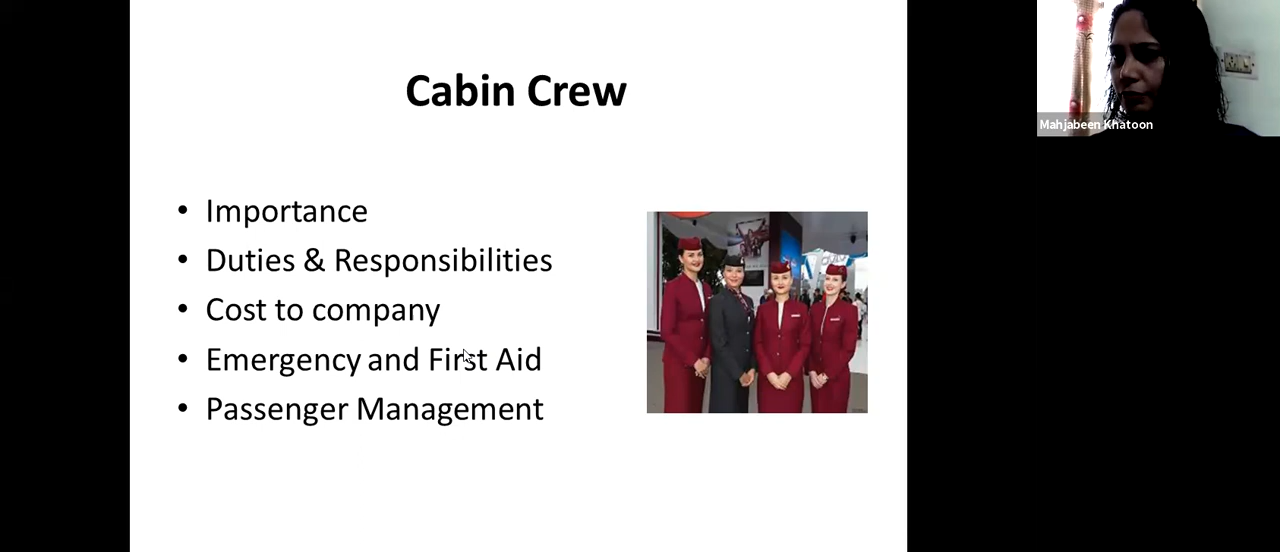 Cabin Crew
• Importance
• Duties & Responsibilities
• Cost to company
• Emergency and First Aid
• Passenger Management
Mahjabeen Khatoon